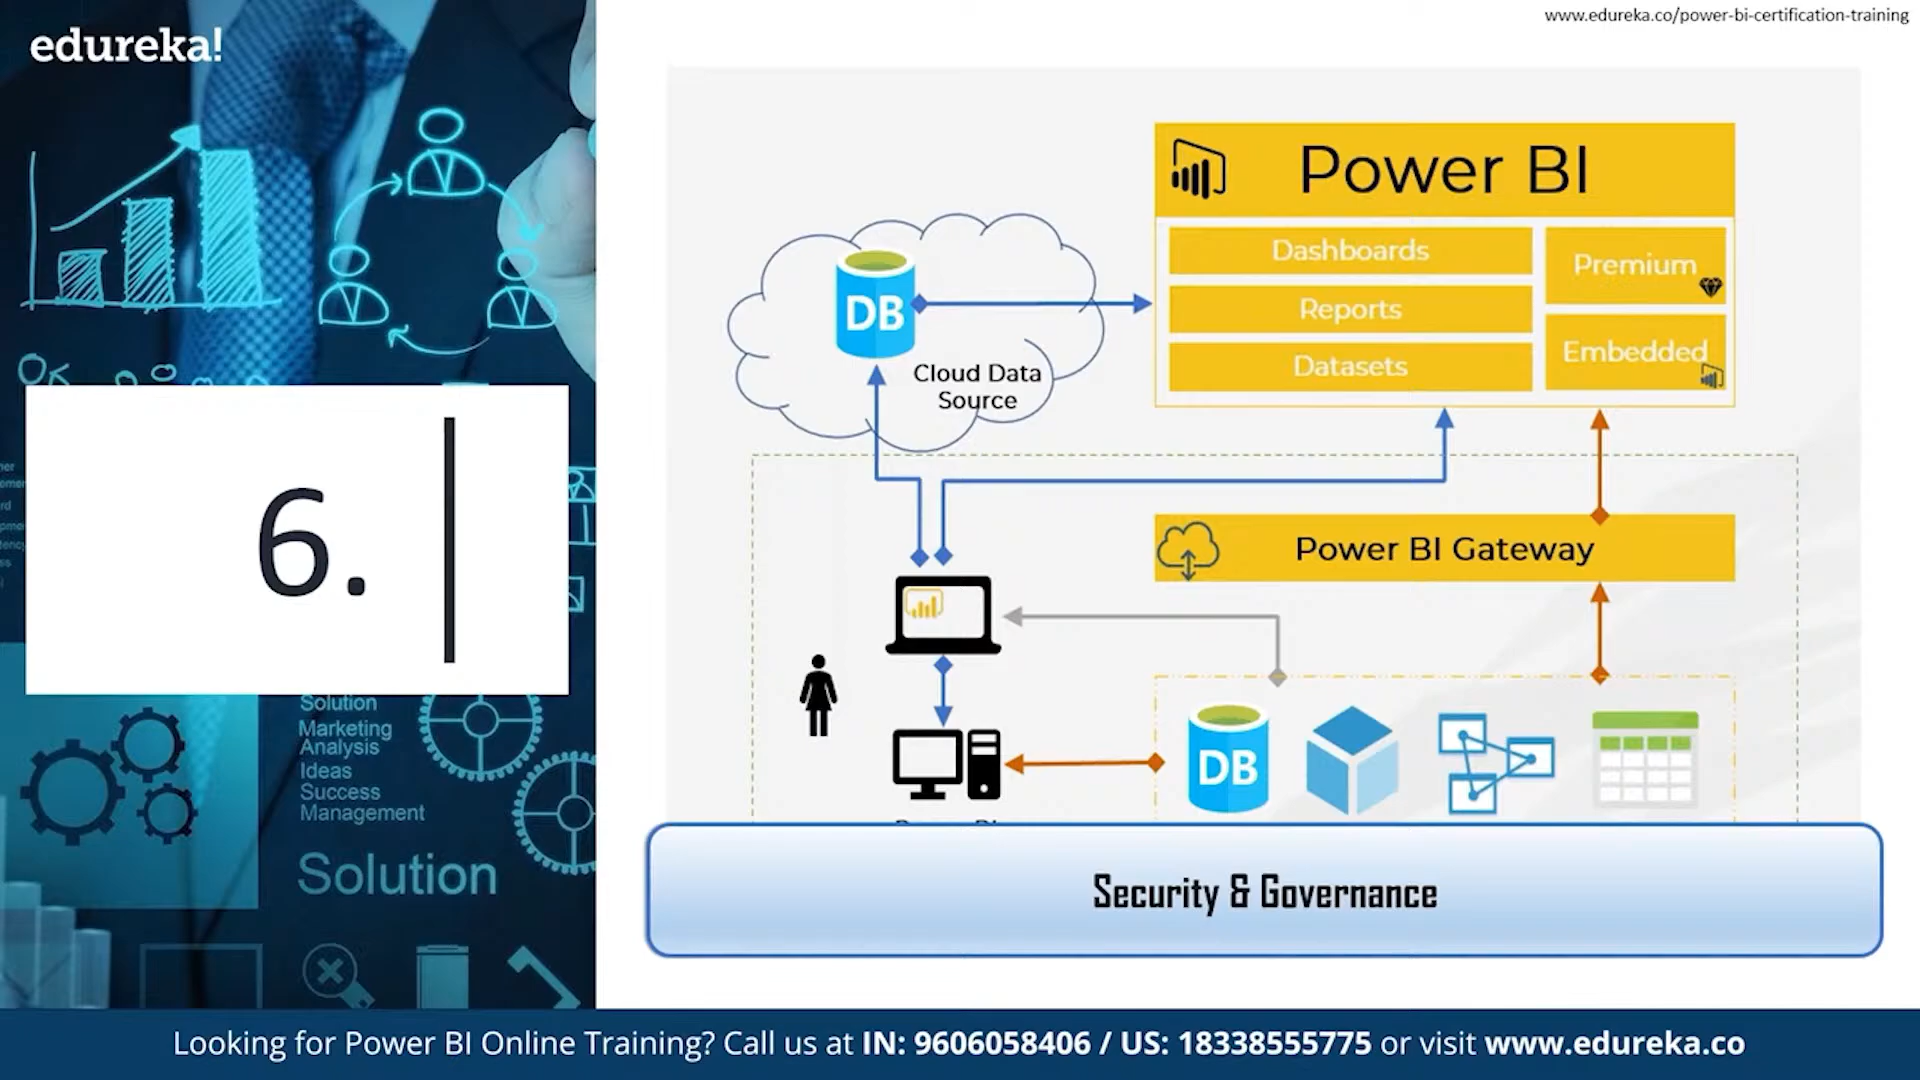 www.edureka.co/power-bi-certification-training
edureka!
Power BI
Dashboards
Premium
Reports
Embedded
Datasets
DB
Cloud Data
Source
6.
Power BI Gateway
DB
Solution
Marketing
Analysis
Ideas
Success
Management
Solution
Security & Governance
Looking for Power BI Online Training? Call us at IN: 9606058406 / US: 18338555775 or visit www.edureka.co